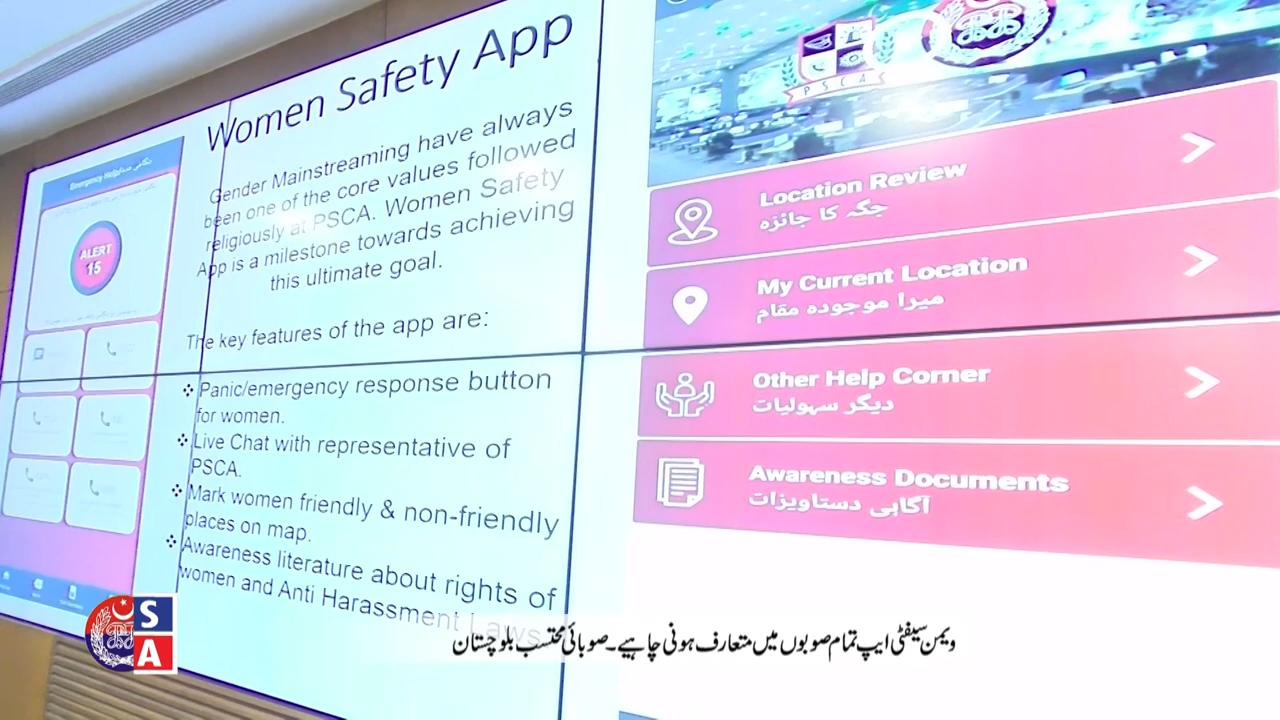 Women Safety App
Gender Mainstreaming have always
been one of the core values followed
religiously at PSCA. Women Safety
App is a milestone towards achieving
this ultimate goal.
The key features of the app are:
Panic/emergency response button
for women.
Live Chat with representative of
PSCA.
Mark women friendly & non-friendly
places on map.
Awareness literature about rights of
women and Anti Harassment Laws
Emergency Help
ALERT
15
PSCA
Location Review
جگہ کا جائزہ
My Current Location
میرا موجودہ مقام
Other Help Corner
دیگر سہولیات
Awareness Documents
آگاہی دستاویزات
S
A
ویمن سیفٹی ایپ تمام صوبوں میں متعارف ہونی چاہیے۔ صوبائی محتسب بلوچستان